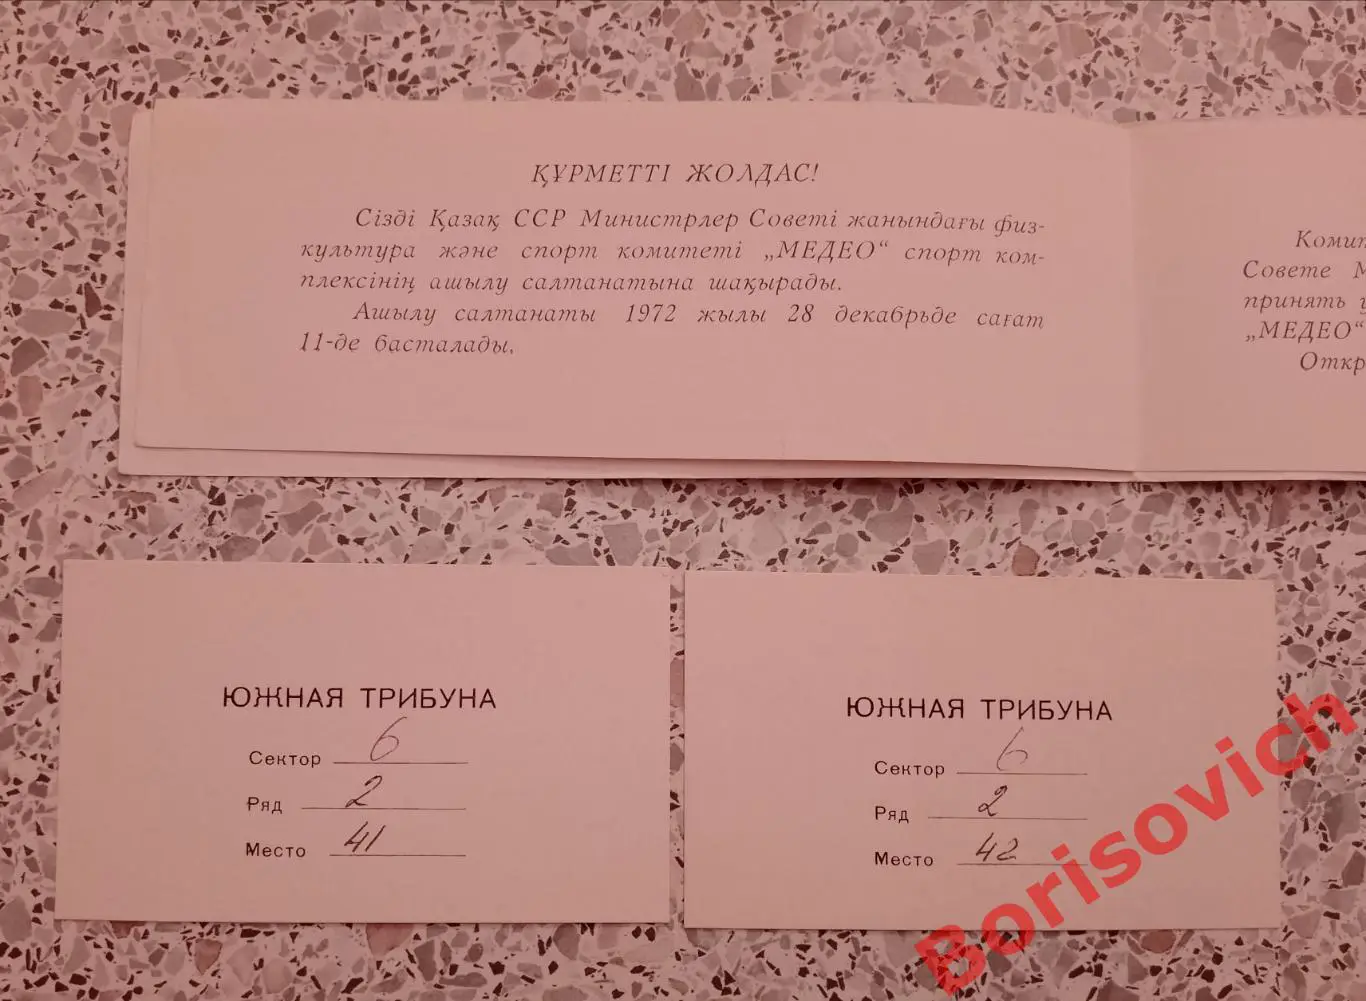 ҚҰРМЕТТІ ЖОЛДАС!
Сізді Қазақ ССР Министрлер Советі жанындағы физ-
культура және спорт комитеті „МЕДЕО“ спорт ком-
плексінің ашылу салтанатына шақырады.
Ашылу салтанаты 1972 жылы 28 декабрьде сағат
11-де басталады.
Комит
Совете М
принять
„МЕДЕО“
Откр
ЮЖНАЯ ТРИБУНА
Сектор 6
Ряд 2
Место 41
ЮЖНАЯ ТРИБУНА
Сектор 6
Ряд 2
Место 42
Borisovich